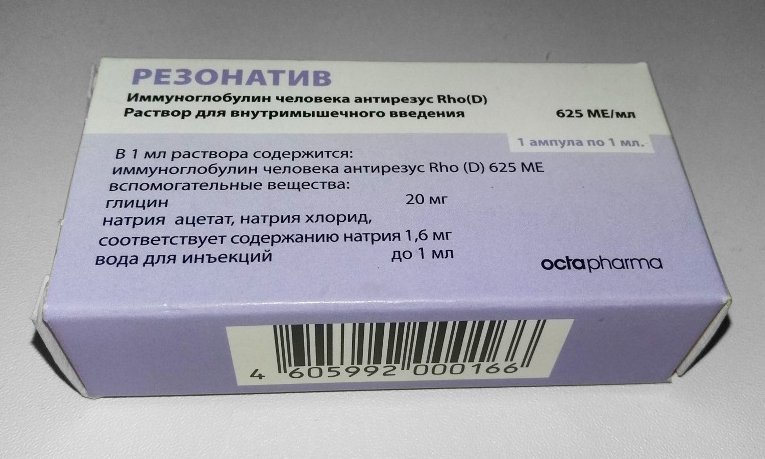 РЕЗОНАТИВ
Иммуноглобулин человека антирезус Rho(D)
Раствор для внутримышечного введения 625 МЕ/мл
1 ампула по 1 мл.
В 1 мл раствора содержится:
иммуноглобулин человека антирезус Rho (D) 625 МЕ
вспомогательные вещества:
глицин 20 мг
натрия ацетат, натрия хлорид,
соответствует содержанию натрия 1,6 мг
вода для инъекций до 1 мл
octapharma
4 605992 000166